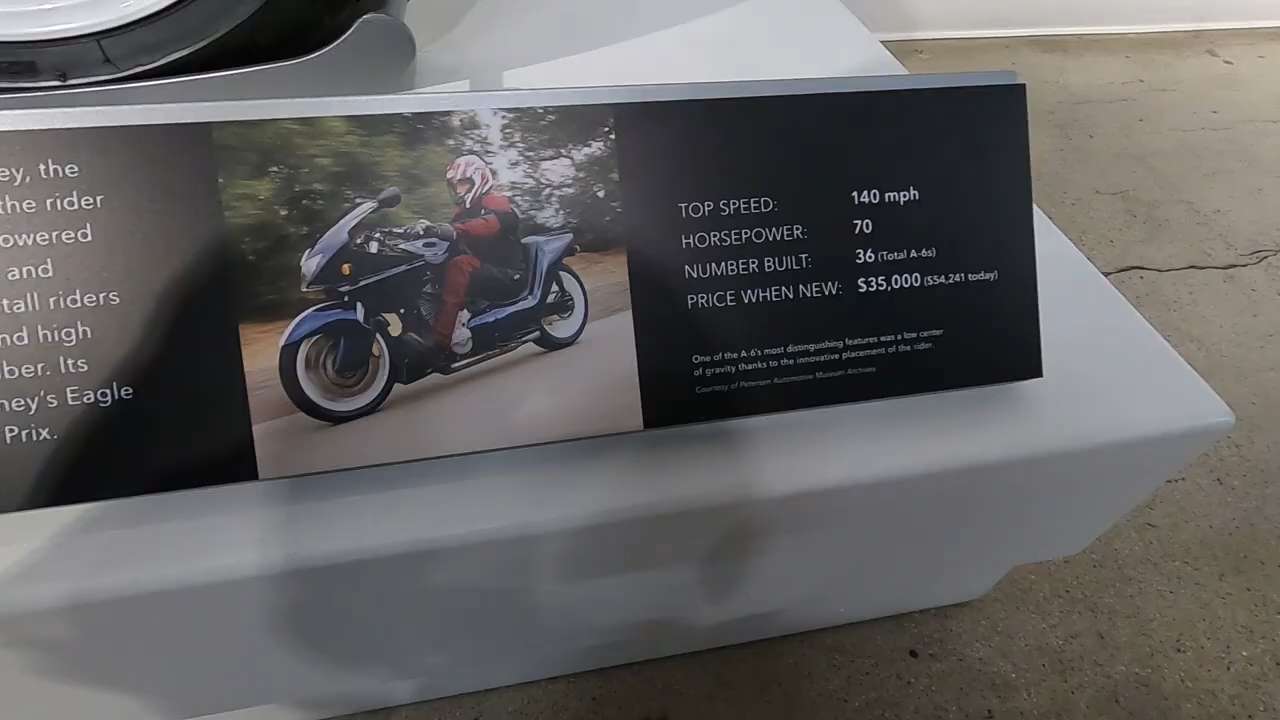 ey, the
the rider
owered
and
tall riders
nd high
ber. Its
ney's Eagle
Prix.
TOP SPEED: 140 mph
HORSEPOWER: 70
NUMBER BUILT: 36 (Total A-6s)
PRICE WHEN NEW: $35,000 ($54,241 today)
One of the A-6's most distinguishing features was a low center
of gravity thanks to the innovative placement of the rider.
Courtesy of Petersen Automotive Museum Archives